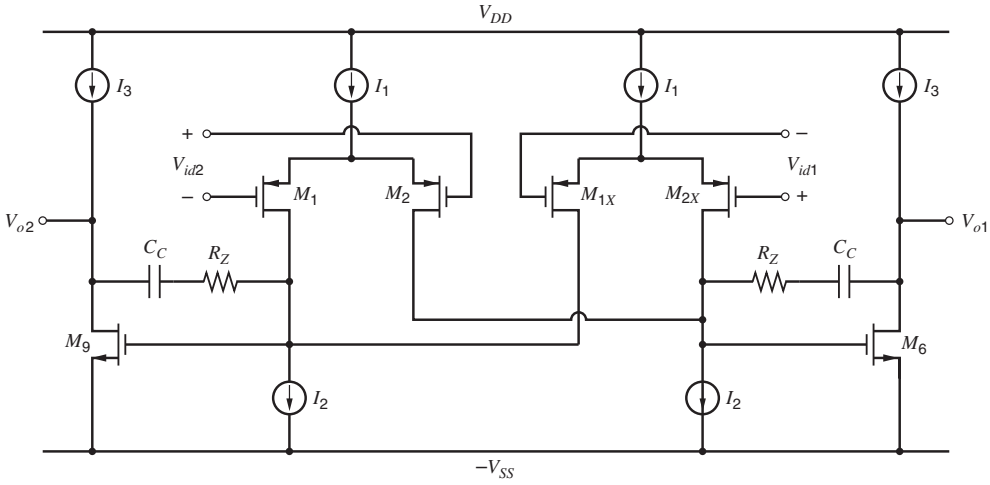 V_DD
I_3 I_1 I_1 I_3
+ −
V_id2 M_1 M_2 M_1X M_2X V_id1
− +
V_o2 V_o1
C_C R_Z R_Z C_C
M_9 M_6
I_2 I_2
−V_SS